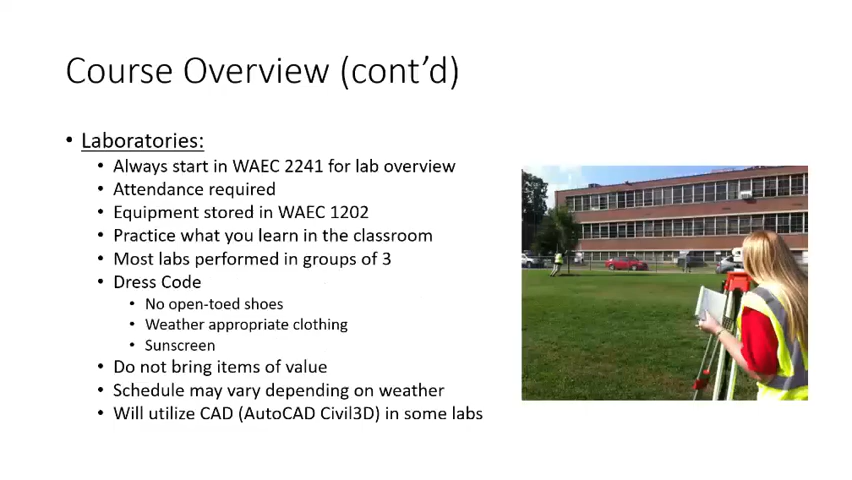 Course Overview (cont’d)
• Laboratories:
• Always start in WAEC 2241 for lab overview
• Attendance required
• Equipment stored in WAEC 1202
• Practice what you learn in the classroom
• Most labs performed in groups of 3
• Dress Code
• No open-toed shoes
• Weather appropriate clothing
• Sunscreen
• Do not bring items of value
• Schedule may vary depending on weather
• Will utilize CAD (AutoCAD Civil3D) in some labs